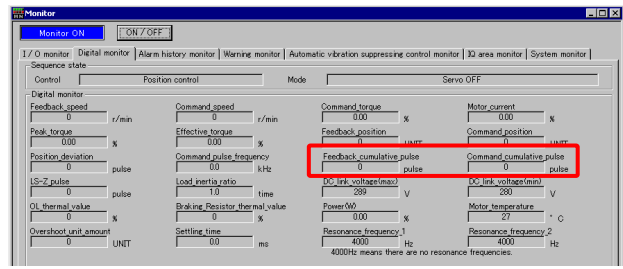 Monitor
Monitor ON ON / OFF
I / O monitor Digital monitor Alarm history monitor Warning monitor Automatic vibration suppressing control monitor IQ area monitor System monitor
Sequence state
Control Position control Mode Servo OFF
Digital monitor
Feedback_speed Command_speed Command_torque Motor_current
0 r/min 0 r/min 0.00 % 0.00 %
Peak_torque Effective_torque Feedback_position Command_position
0.00 % 0.00 % 0 UNIT 0 UNIT
Position_deviation Command_pulse_frequency Feedback_cumulative_pulse Command_cumulative_pulse
0 pulse 0.0 kHz 0 pulse 0 pulse
LS-Z_pulse Load_inertia_ratio DC_link_voltage(max) DC_link_voltage(min)
0 pulse 1.0 time 289 V 280 V
OL_thermal_value Braking_Resistor_thermal_value Power(W) Motor_temperature
0 % 0 % 0.00 % 27 ° C
Overshoot_unit_amount Settling_time Resonance_frequency_1 Resonance_frequency_2
0 UNIT 0.0 ms 4000 Hz 4000 Hz
4000Hz means there are no resonance frequencies.